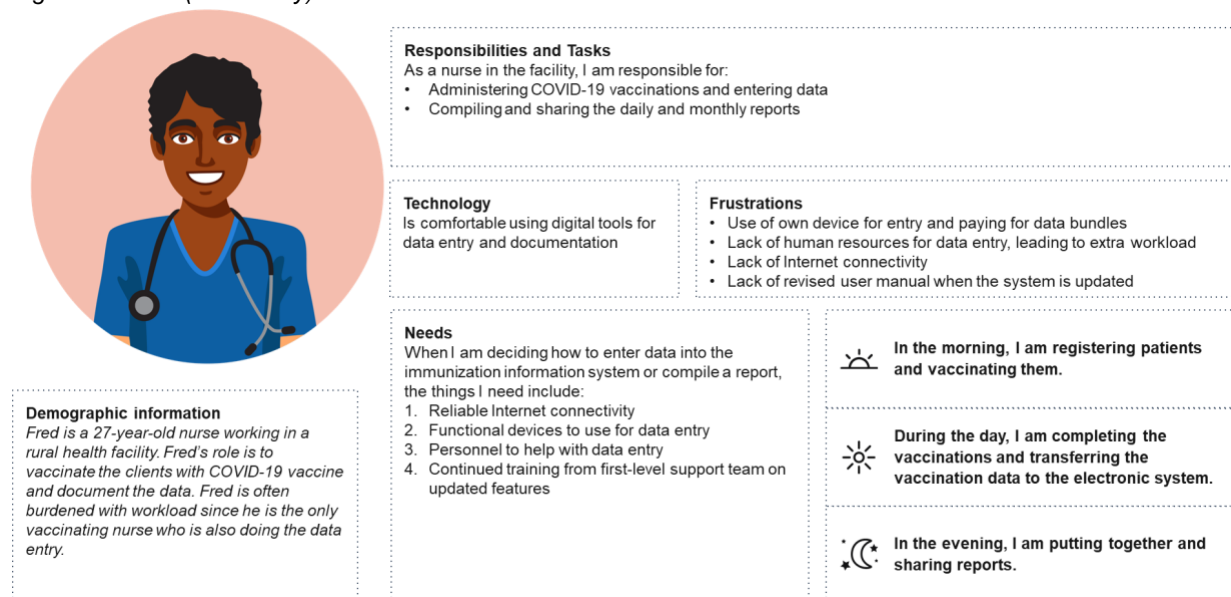 Responsibilities and Tasks
As a nurse in the facility, I am responsible for:
• Administering COVID-19 vaccinations and entering data
• Compiling and sharing the daily and monthly reports
Technology
Is comfortable using digital tools for
data entry and documentation
Frustrations
• Use of own device for entry and paying for data bundles
• Lack of human resources for data entry, leading to extra workload
• Lack of Internet connectivity
• Lack of revised user manual when the system is updated
Demographic information
Fred is a 27-year-old nurse working in a
rural health facility. Fred's role is to
vaccinate the clients with COVID-19 vaccine
and document the data. Fred is often
burdened with workload since he is the only
vaccinating nurse who is also doing the data
entry.
Needs
When I am deciding how to enter data into the
immunization information system or compile a report,
the things I need include:
1. Reliable Internet connectivity
2. Functional devices to use for data entry
3. Personnel to help with data entry
4. Continued training from first-level support team on
updated features
In the morning, I am registering patients
and vaccinating them.
During the day, I am completing the
vaccinations and transferring the
vaccination data to the electronic system.
In the evening, I am putting together and
sharing reports.